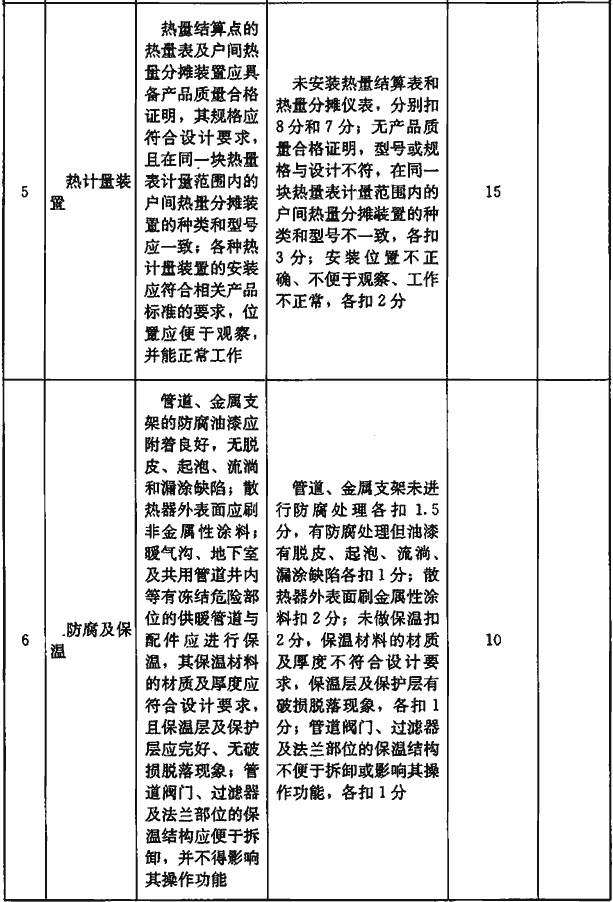 5
热计量装
置
热量结算点的
热量表及户间热
量分摊装置应具
备产品质量合格
证明，其规格应
符合设计要求，
且在同一块热量
表计量范围内的
户间热量分摊装
置的种类和型号
应一致；各种热
计量装置的安装
应符合相关产品
标准的要求，位
置应便于观察，
并能正常工作
未安装热量结算表和
热量分摊仪表，分别扣
8分和7分；无产品质
量合格证明，型号或规
格与设计不符，在同一
块热量表计量范围内的
户间热量分摊装置的种
类和型号不一致，各扣
3分；安装位置不正
确、不便于观察、工作
不正常，各扣2分
15
6
防腐及保
温
管道、金属支
架的防腐油漆应
附着良好，无脱
皮、起泡、流淌
和漏涂缺陷；散
热器外表面应刷
非金属性涂料；
暖气沟、地下室
及共用管道井内
等有冻结危险部
位的供暖管道与
配件应进行保
温，其保温材料
的材质及厚度应
符合设计要求，
且保温层及保护
层应完好、无破
损脱落现象；管
道阀门、过滤器
及法兰部位的保
温结构应便于拆
卸，并不得影响
其操作功能
管道、金属支架未进
行防腐处理各扣1.5
分，有防腐处理但油漆
有脱皮、起泡、流淌、
漏涂缺陷各扣1分；散
热器外表面刷金属性涂
料扣2分；未做保温扣
2分，保温材料的材质
及厚度不符合设计要
求，保温层及保护层有
破损脱落现象，各扣1
分；管道阀门、过滤器
及法兰部位的保温结构
不便于拆卸或影响其操
作功能，各扣1分
10